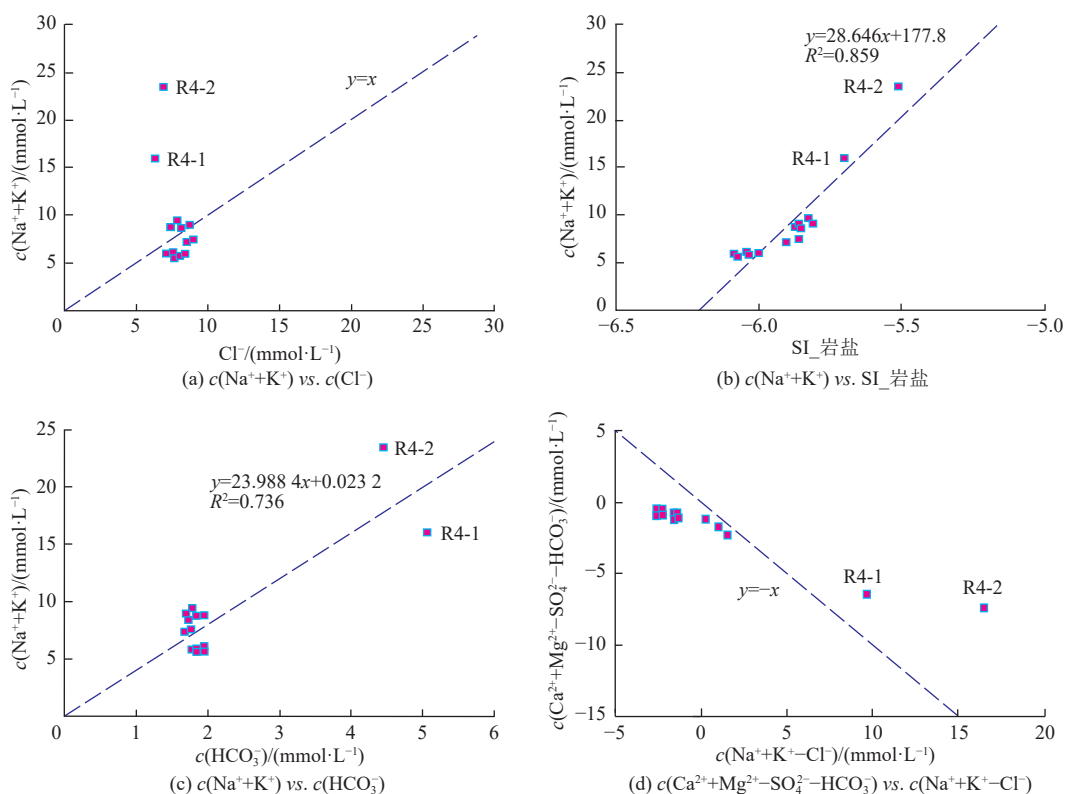 30
25
20
15
10
5
0
5
10
15
20
25
30
c(Na⁺+K⁺)/(mmol·L⁻¹)
R4-2
R4-1
y=x
Cl⁻/(mmol·L⁻¹)
(a) c(Na⁺+K⁺) vs. c(Cl⁻)
30
25
20
15
10
5
0
−6.5
−6.0
−5.5
−5.0
c(Na⁺+K⁺)/(mmol·L⁻¹)
y=28.646x+177.8
R²=0.859
R4-2
R4-1
SI_岩盐
(b) c(Na⁺+K⁺) vs. SI_岩盐
25
20
15
10
5
0
1
2
3
4
5
6
c(Na⁺+K⁺)/(mmol·L⁻¹)
y=23.988 4x+0.023 2
R²=0.736
R4-2
R4-1
c(HCO₃⁻)/(mmol·L⁻¹)
(c) c(Na⁺+K⁺) vs. c(HCO₃⁻)
5
0
−5
−10
−15
−5
0
5
10
15
20
c(Ca²⁺+Mg²⁺−SO₄²⁻−HCO₃⁻)/(mmol·L⁻¹)
y=−x
R4-1
R4-2
c(Na⁺+K⁺−Cl⁻)/(mmol·L⁻¹)
(d) c(Ca²⁺+Mg²⁺−SO₄²⁻−HCO₃⁻) vs. c(Na⁺+K⁺−Cl⁻)